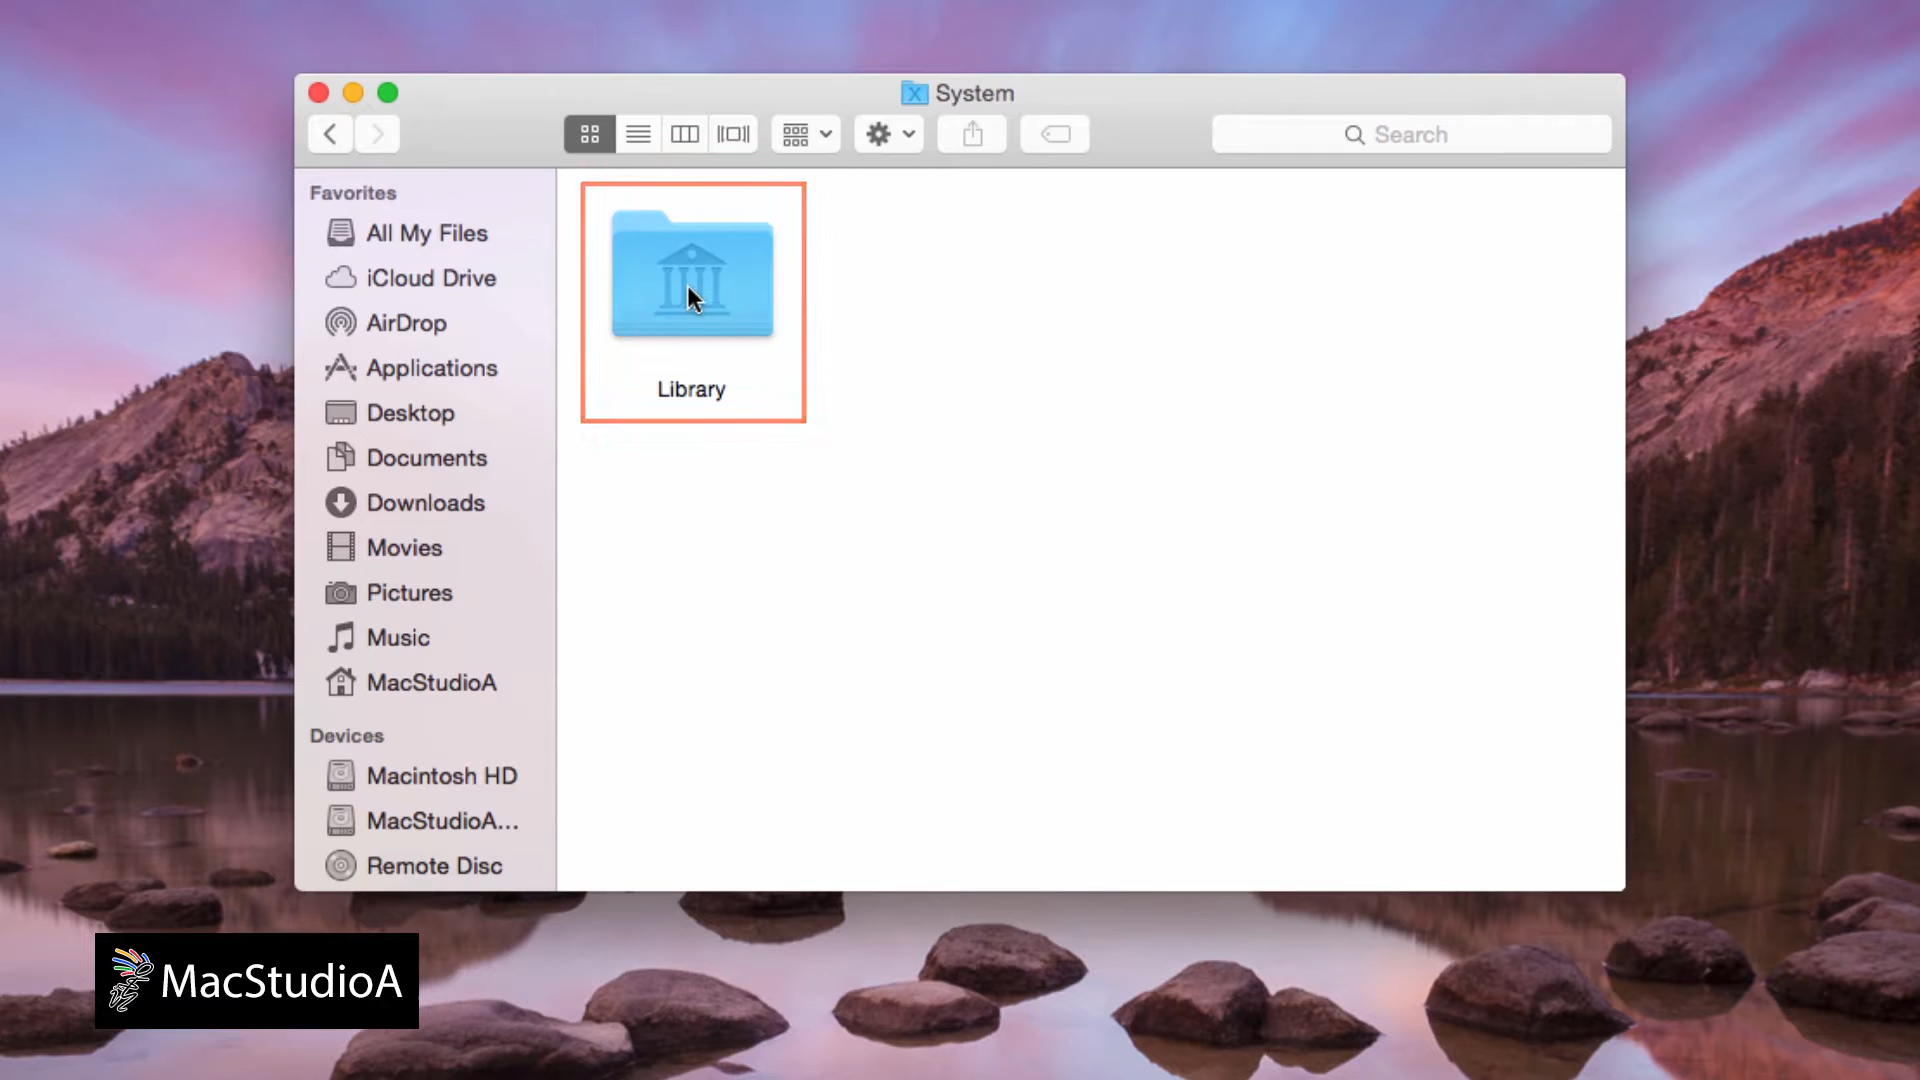 System
Search
Favorites
All My Files
iCloud Drive
AirDrop
Applications
Desktop
Documents
Downloads
Movies
Pictures
Music
MacStudioA
Devices
Macintosh HD
MacStudioA...
Remote Disc
Library
MacStudioA